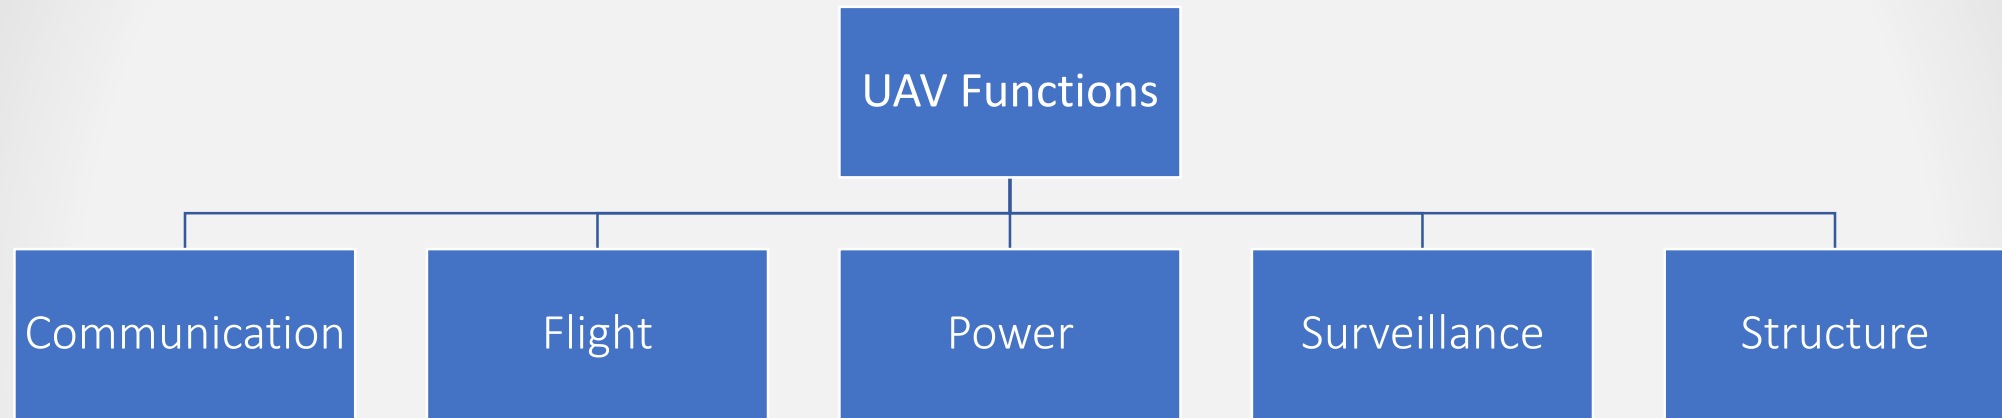 UAV Functions
Communication
Flight
Power
Surveillance
Structure